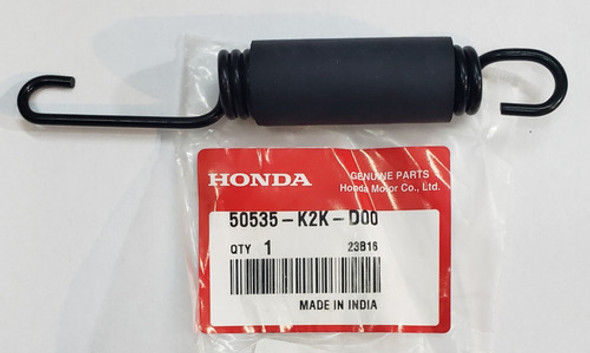 HONDA
GENUINE PARTS
Honda Motor Co., Ltd.
50535-K2K-D00
QTY 1 23B16
MADE IN INDIA